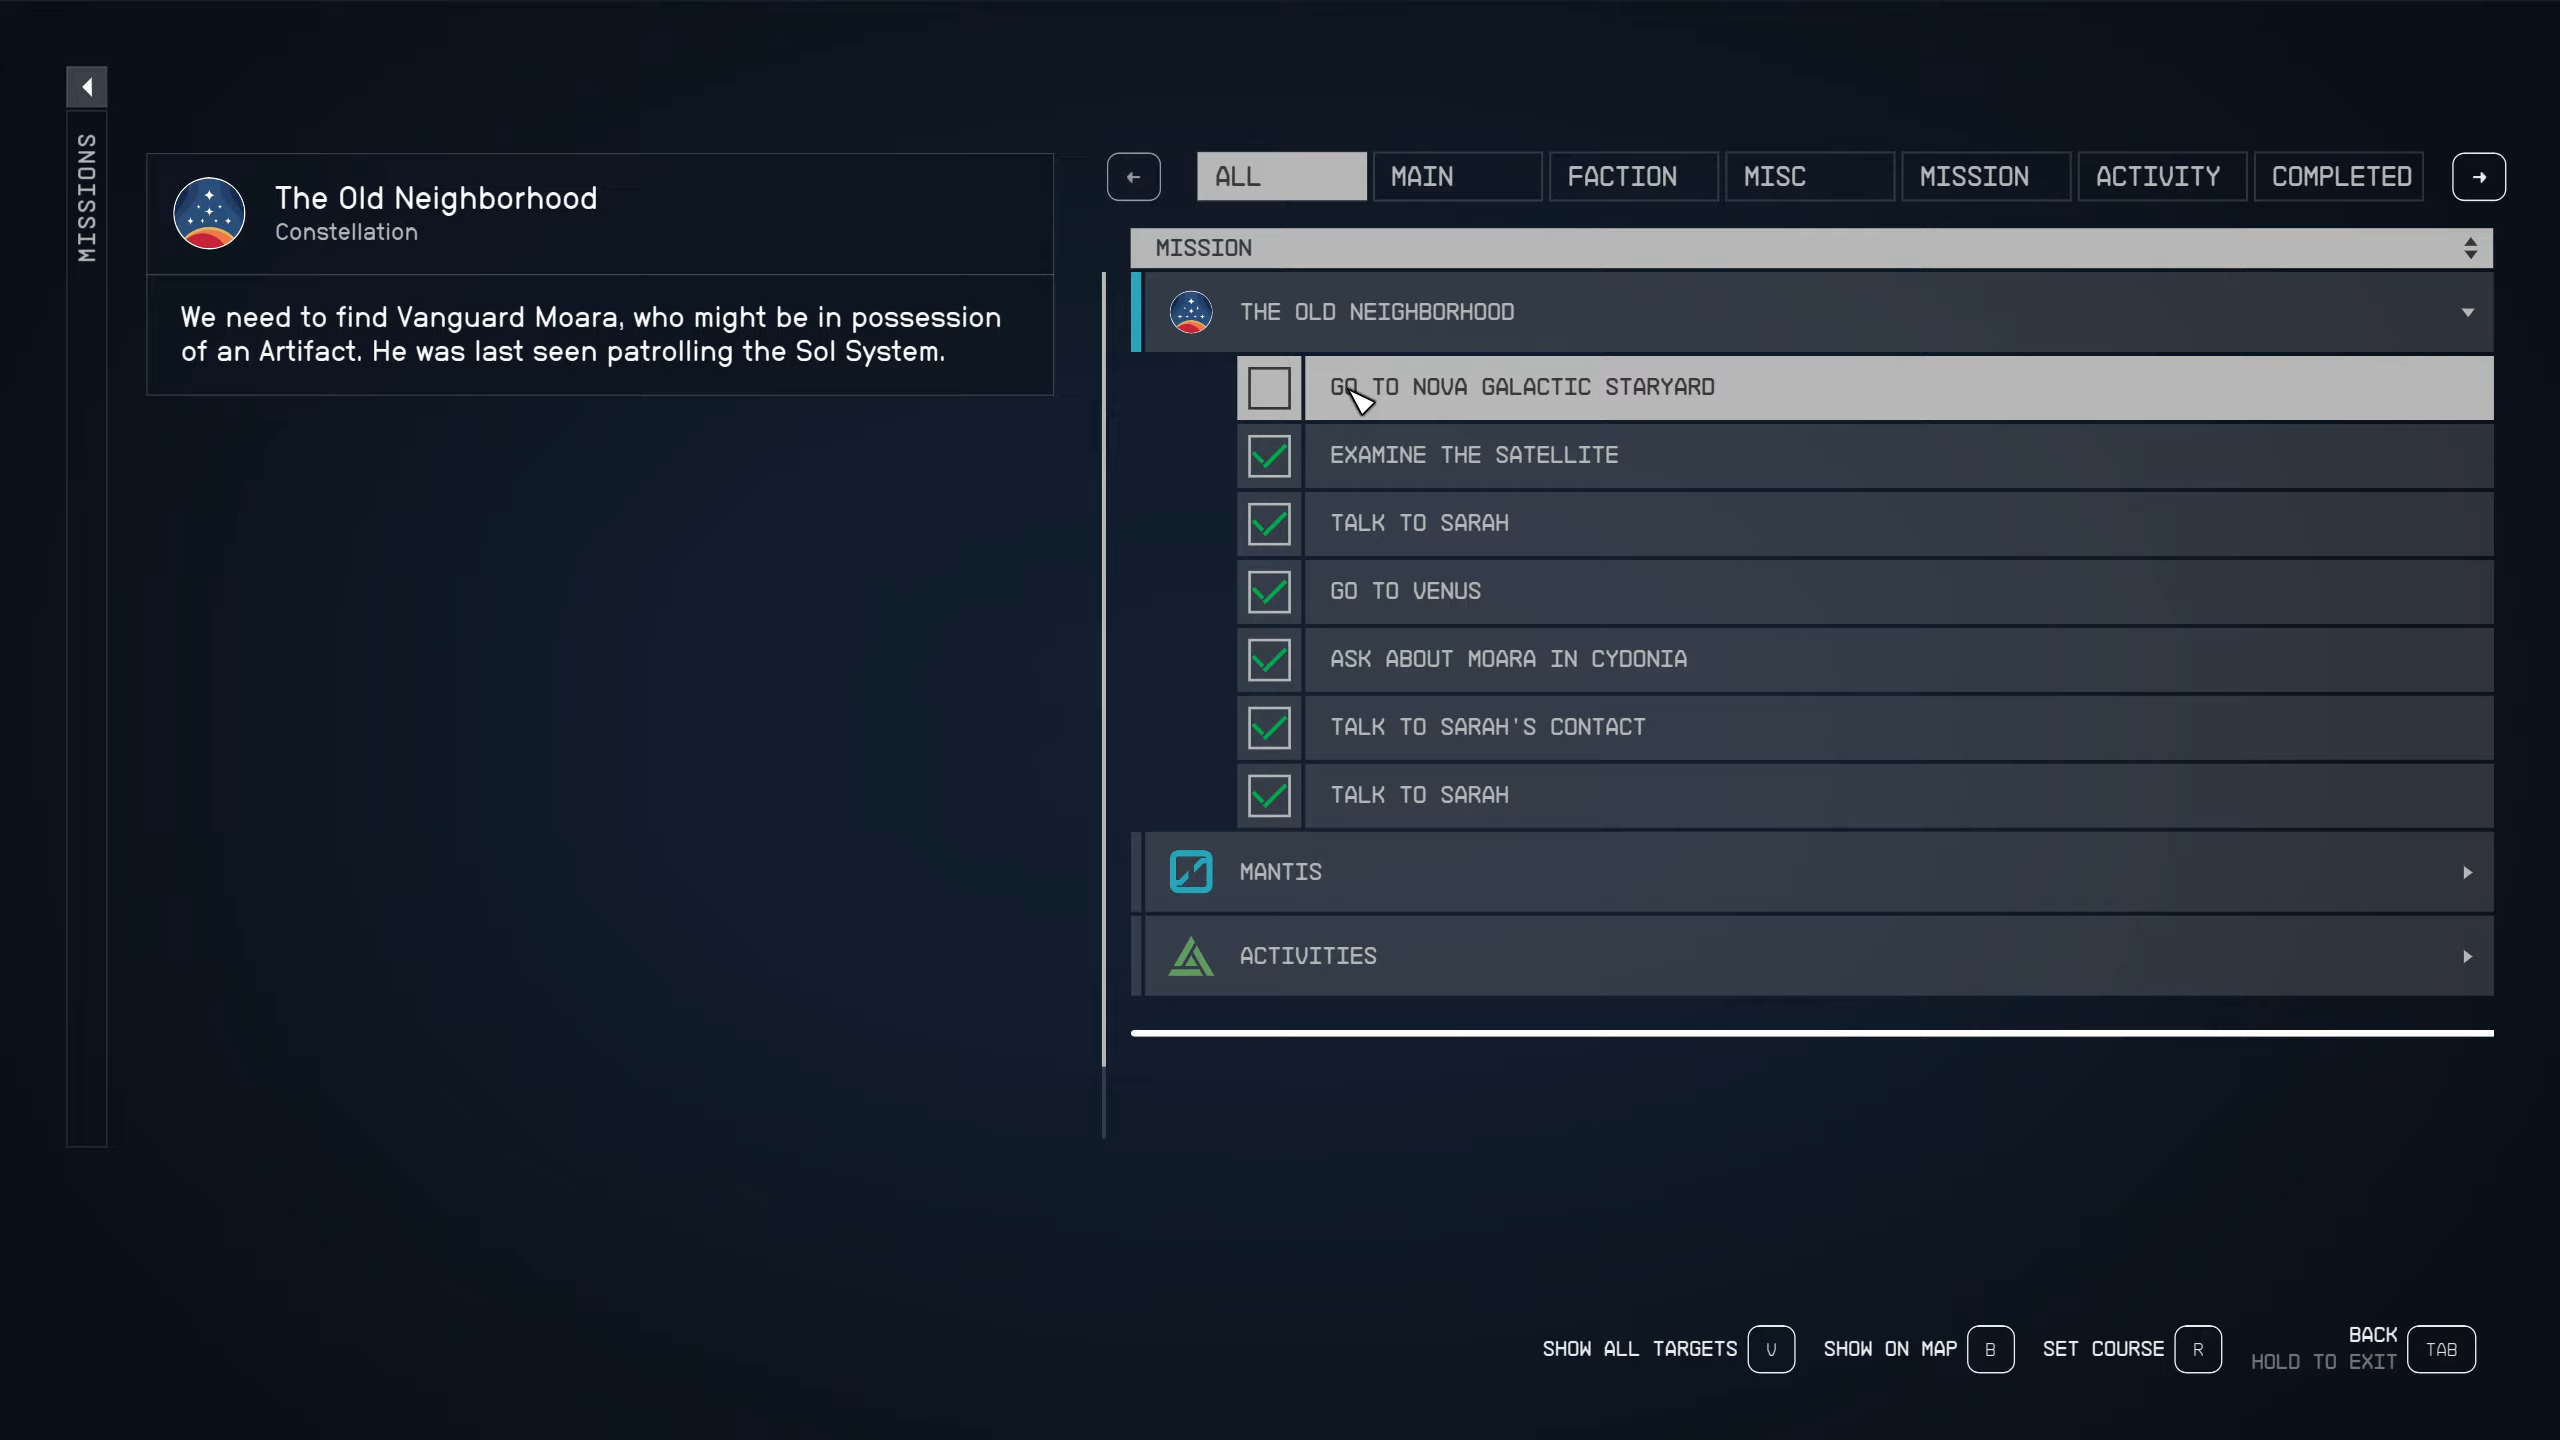 MISSIONS
The Old Neighborhood
Constellation
We need to find Vanguard Moara, who might be in possession
of an Artifact. He was last seen patrolling the Sol System.
ALL
MAIN
FACTION
MISC
MISSION
ACTIVITY
COMPLETED
MISSION
THE OLD NEIGHBORHOOD
GO TO NOVA GALACTIC STARYARD
EXAMINE THE SATELLITE
TALK TO SARAH
GO TO VENUS
ASK ABOUT MOARA IN CYDONIA
TALK TO SARAH'S CONTACT
TALK TO SARAH
MANTIS
ACTIVITIES
SHOW ALL TARGETS V
SHOW ON MAP B
SET COURSE R
BACK
HOLD TO EXIT
TAB